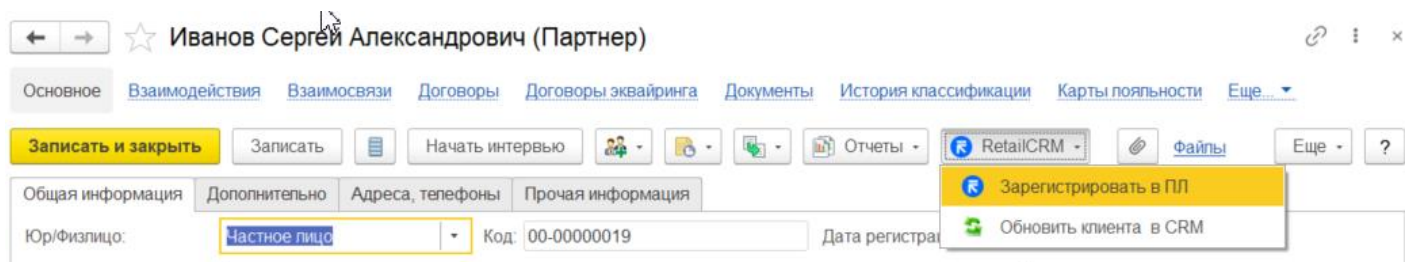 Иванов Сергей Александрович (Партнер)
Основное Взаимодействия Взаимосвязи Договоры Договоры эквайринга Документы История классификации Карты лояльности Еще...
Записать и закрыть Записать Начать интервью Отчеты RetailCRM Файлы Еще ?
Общая информация Дополнительно Адреса, телефоны Прочая информация
Зарегистрировать в ПЛ
Юр/Физлицо: Частное лицо Код: 00-00000019 Дата
Обновить клиента в CRM